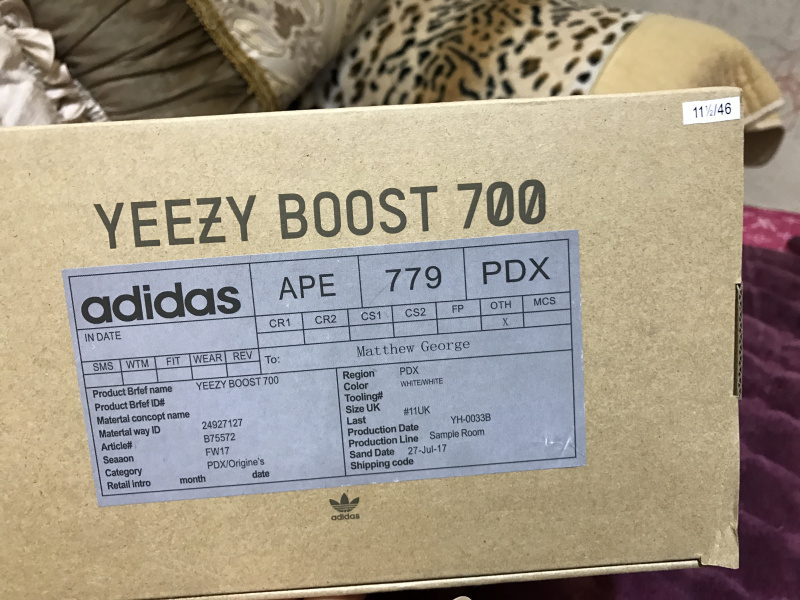 11½/46
YEEZY BOOST 700
adidas APE 779 PDX
IN DATE CR1 CR2 CS1 CS2 FP OTH MCS
X
SMS WTM FIT WEAR REV To: Matthew George
Product Brfef name YEEZY BOOST 700
Product Brfef ID#
Matertal concopt name
Matertal way ID 24927127
Article# B75572
Seaaon FW17
Category PDX/Origine's
Retail intro month date
Region PDX
Color WHITE/WHITE
Tooling#
Size UK #11UK
Last YH-0033B
Production Date
Production Line Sample Room
Sand Date 27-Jul-17
Shipping code
adidas